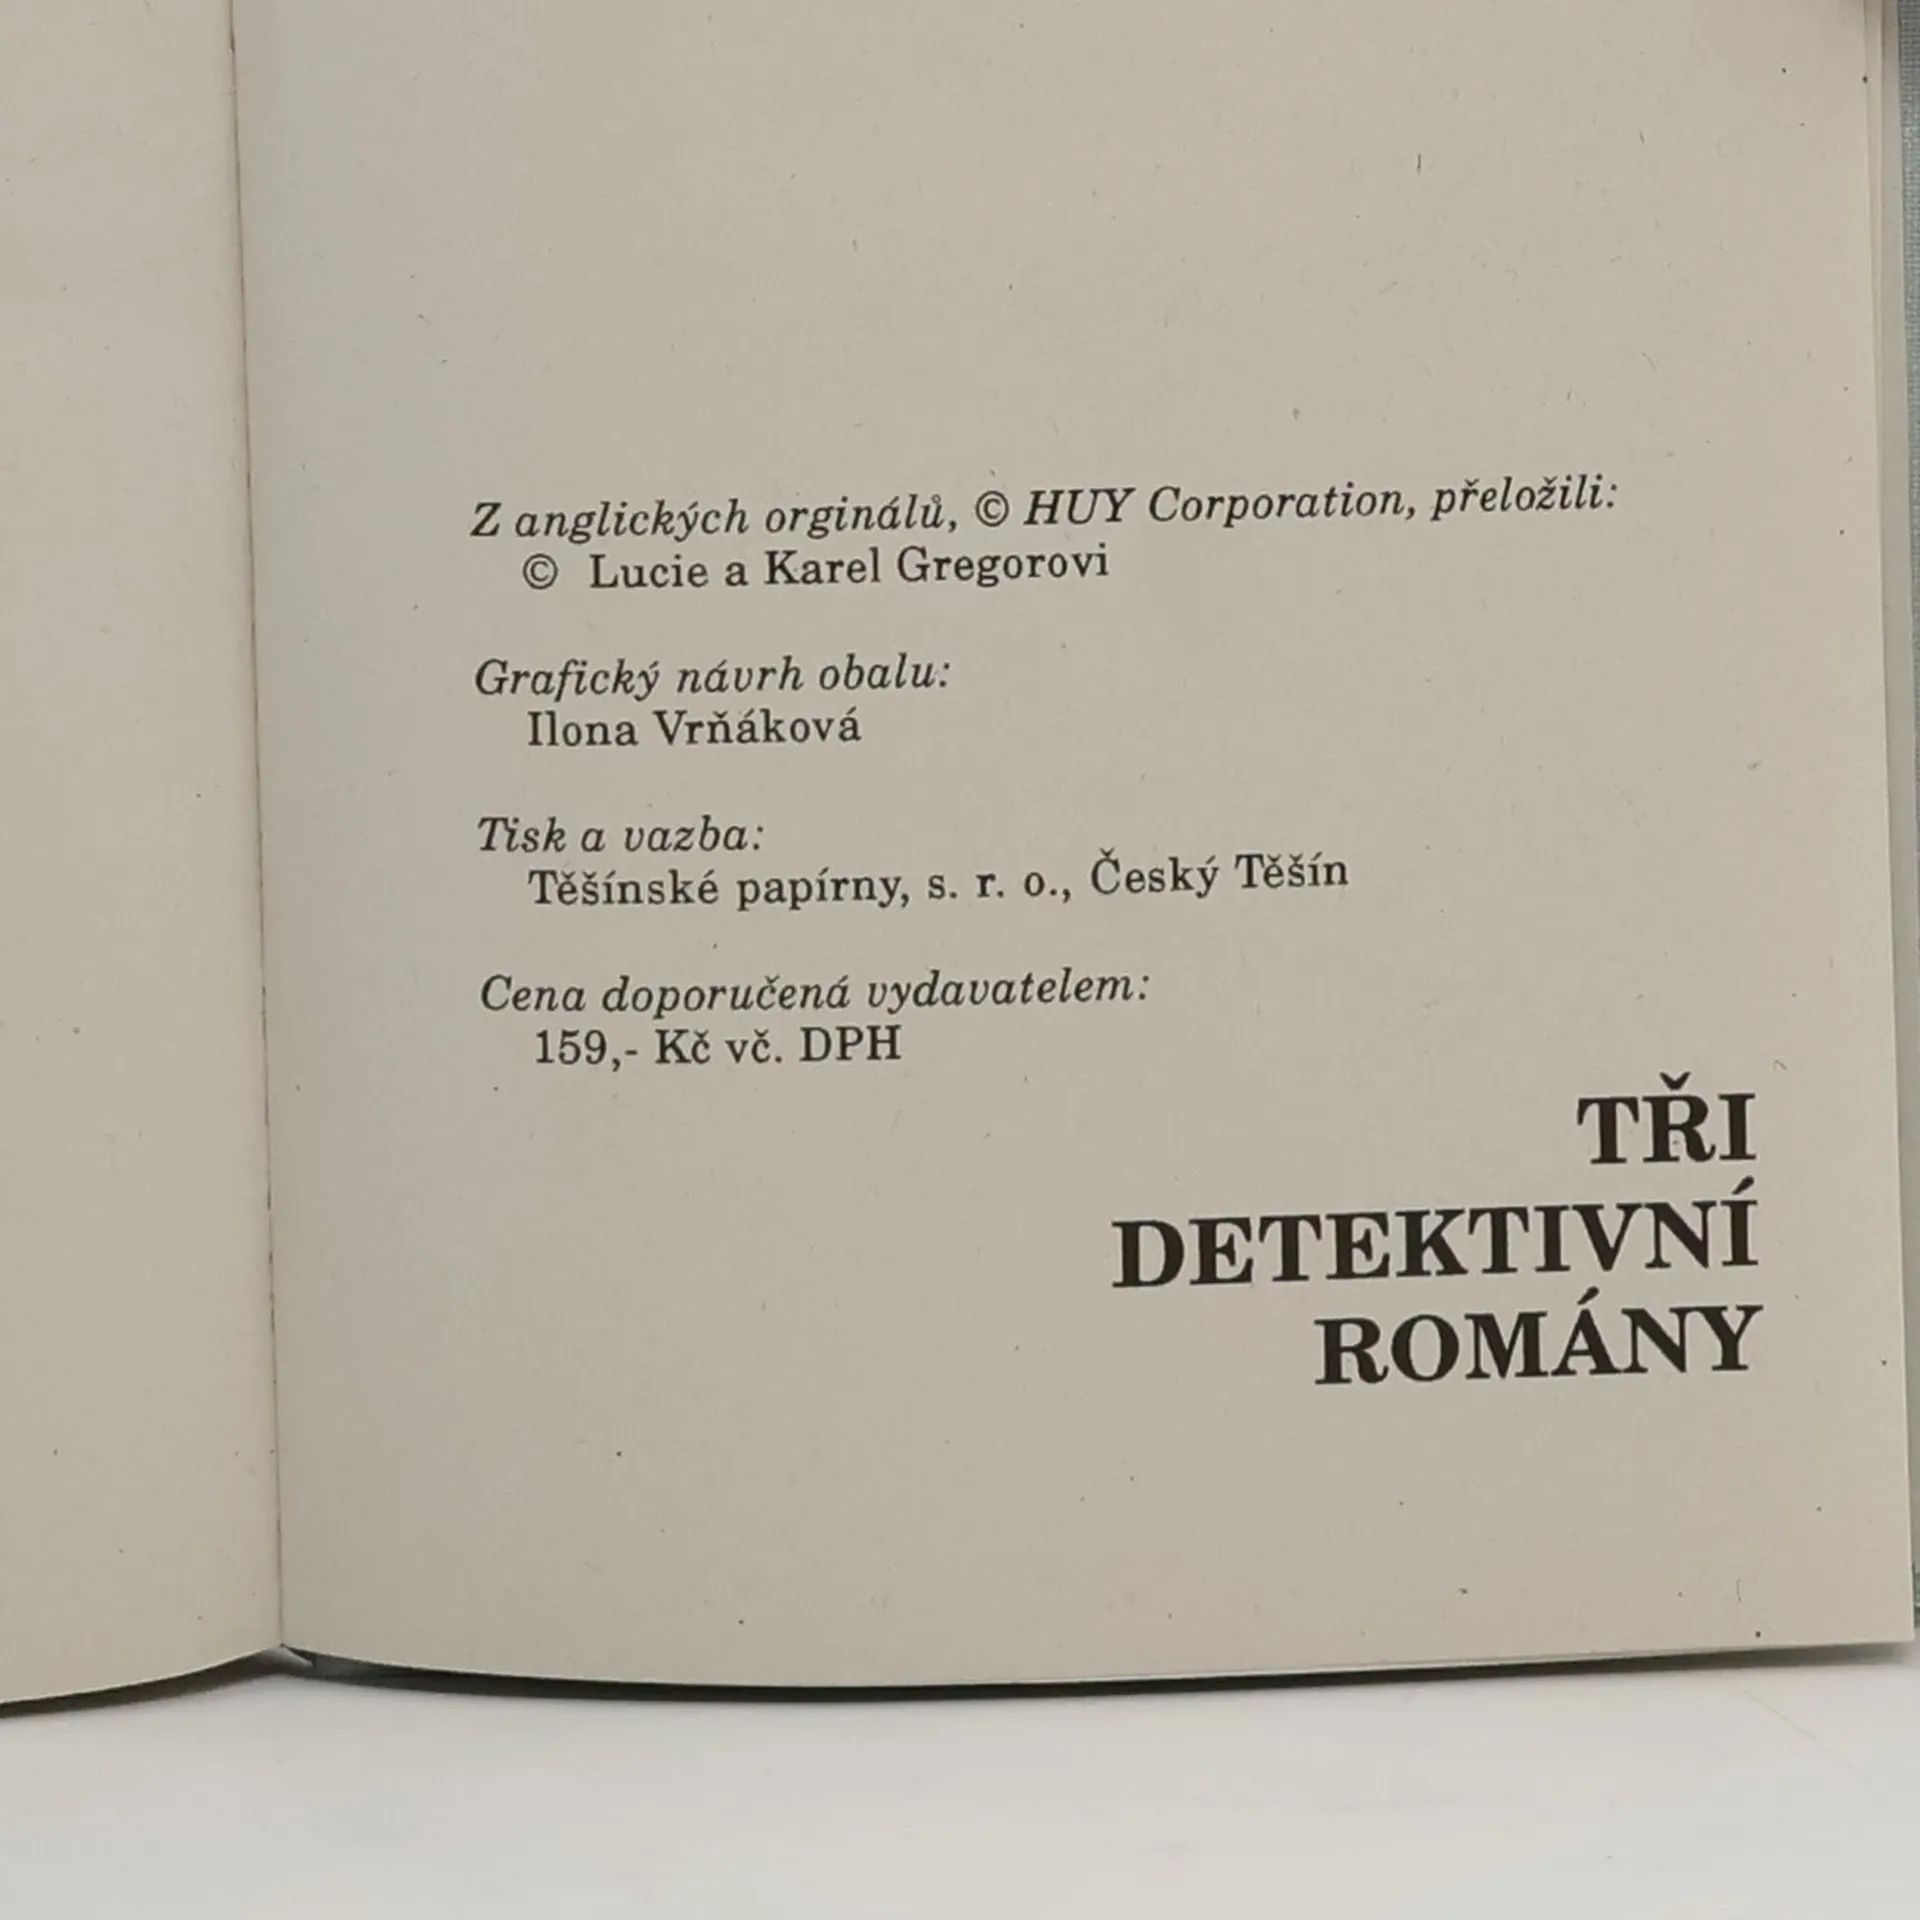 Z anglických orginálů, © HUY Corporation, přeložili:
© Lucie a Karel Gregorovi
Grafický návrh obalu:
Ilona Vrňáková
Tisk a vazba:
Těšínské papírny, s. r. o., Český Těšín
Cena doporučená vydavatelem:
159,- Kč vč. DPH
TŘI
DETEKTIVNÍ
ROMÁNY